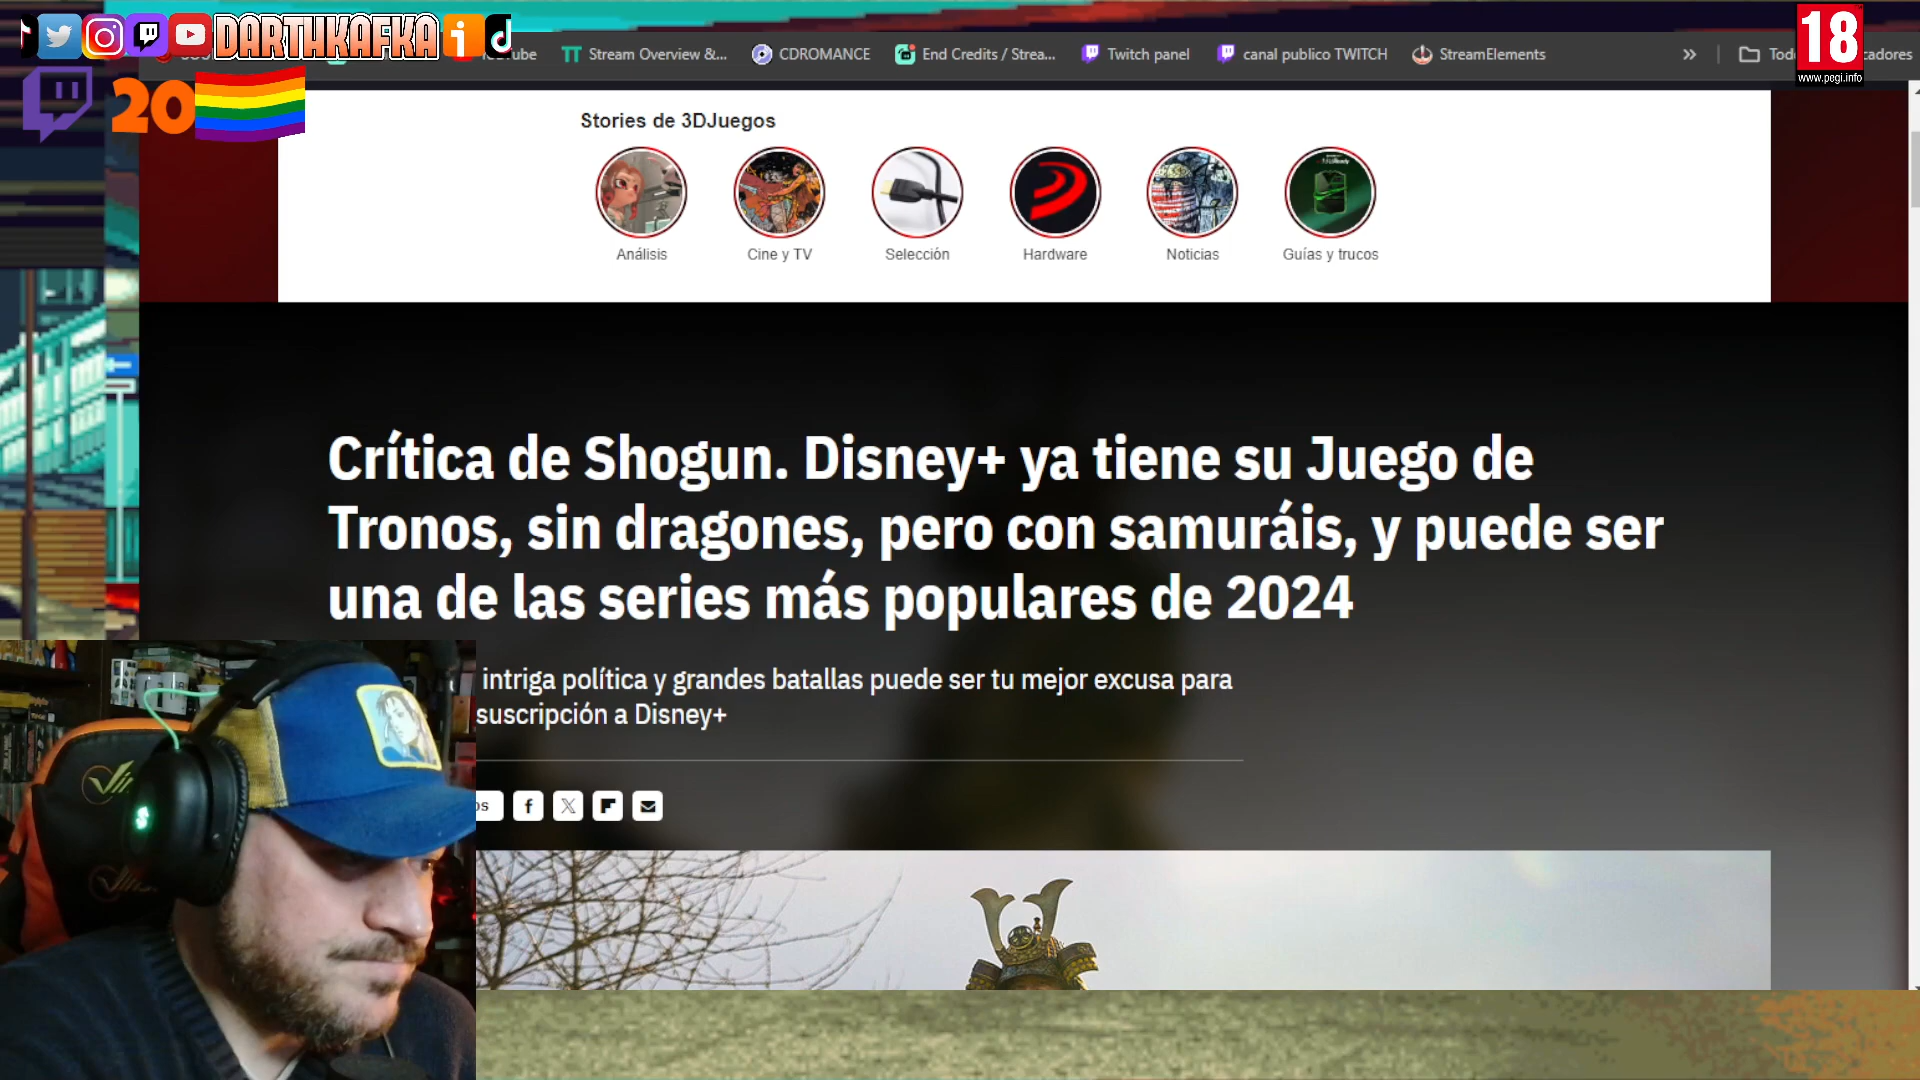 DARTHKAFKA
18
www.pegi.info
Stream Overview &...
CDROMANCE
End Credits / Strea...
Twitch panel
canal publico TWITCH
StreamElements
20
Stories de 3DJuegos
Análisis
Cine y TV
Selección
Hardware
Noticias
Guías y trucos
Crítica de Shogun. Disney+ ya tiene su Juego de
Tronos, sin dragones, pero con samuráis, y puede ser
una de las series más populares de 2024
intriga política y grandes batallas puede ser tu mejor excusa para
suscripción a Disney+